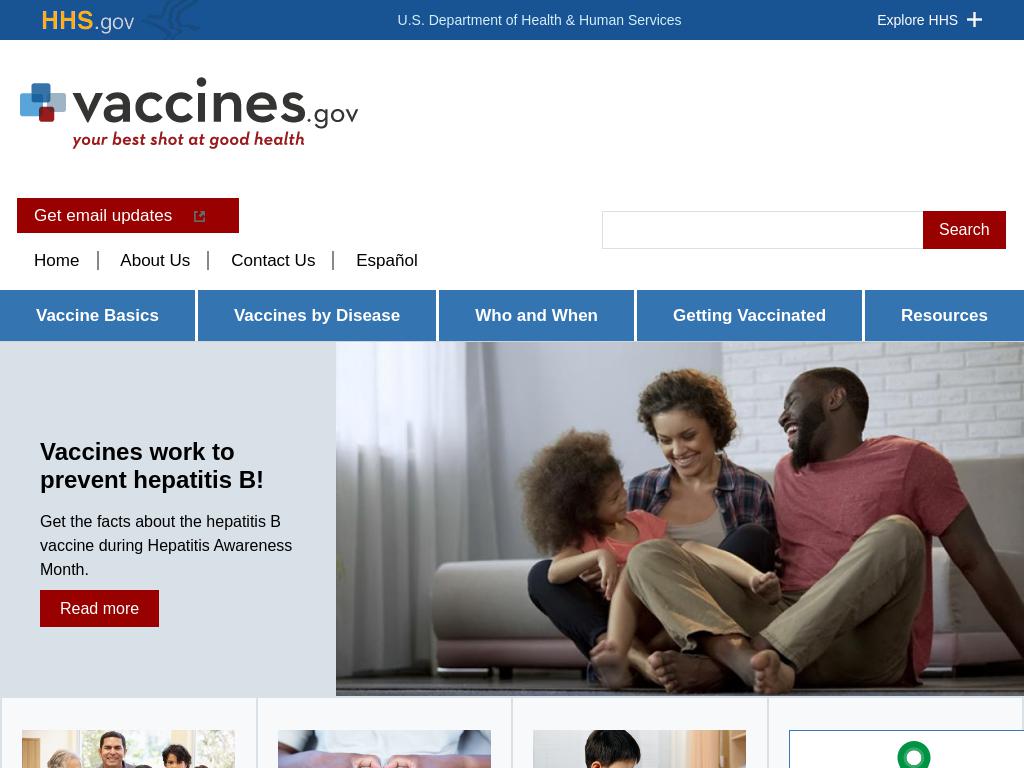 HHS.gov
U.S. Department of Health & Human Services
Explore HHS
vaccines.gov
your best shot at good health
Get email updates
Search
Home
About Us
Contact Us
Español
Vaccine Basics
Vaccines by Disease
Who and When
Getting Vaccinated
Resources
Vaccines work to
prevent hepatitis B!
Get the facts about the hepatitis B
vaccine during Hepatitis Awareness
Month.
Read more